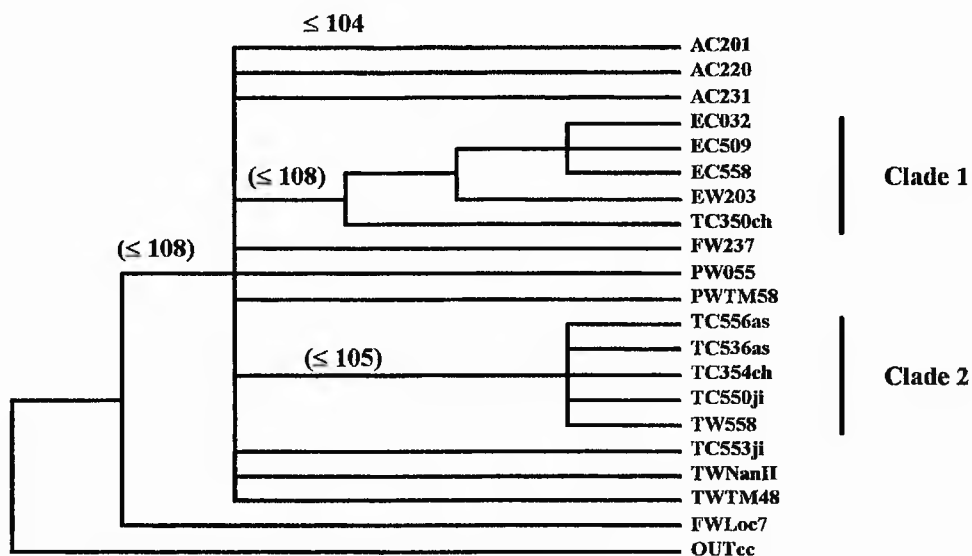 ≤ 104
AC201
AC220
AC231
EC032
EC509
EC558
Clade 1
(≤ 108)
EW203
TC350ch
(≤ 108)
FW237
PW055
PWTM58
TC556as
TC536as
(≤ 105)
TC354ch
Clade 2
TC550ji
TW558
TC553ji
TWNanII
TWTM48
FWLoc7
OUTcc